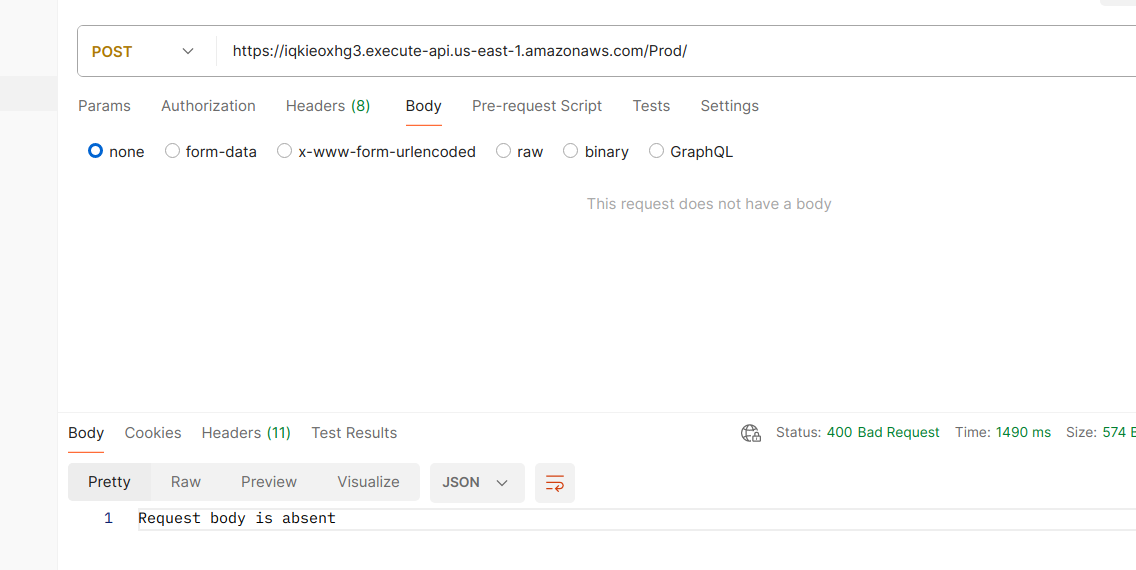 POST https://iqkieoxhg3.execute-api.us-east-1.amazonaws.com/Prod/
Params Authorization Headers (8) Body Pre-request Script Tests Settings
none form-data x-www-form-urlencoded raw binary GraphQL
This request does not have a body
Body Cookies Headers (11) Test Results Status: 400 Bad Request Time: 1490 ms Size: 574
Pretty Raw Preview Visualize JSON
1 Request body is absent